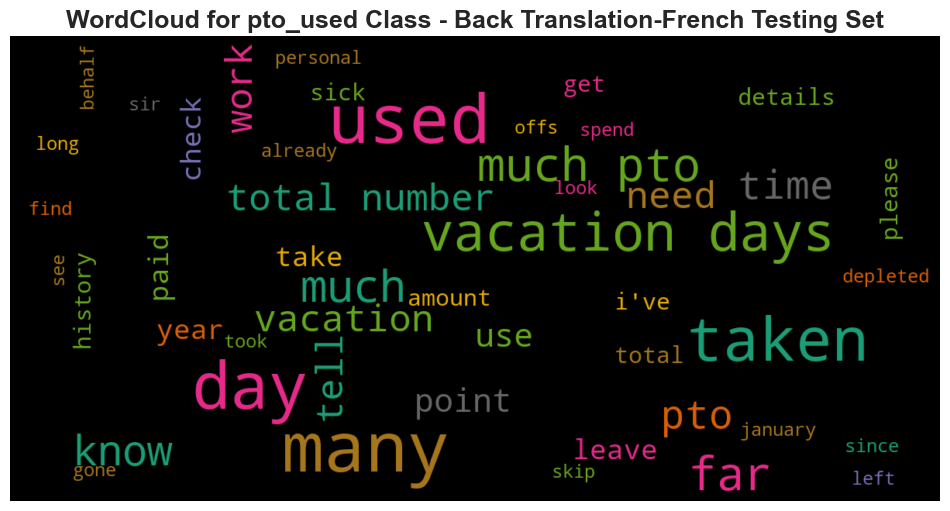 WordCloud for pto_used Class - Back Translation-French Testing Set
behalf
work
personal
sick
get
details
sir
check
used
offs
spend
long
already
much pto
look
need
time
please
find
total number
vacation days
see
history
paid
take
much
amount
i've
depleted
vacation
year
took
tell
use
total
taken
day
point
pto
january
know
many
leave
far
since
gone
skip
left